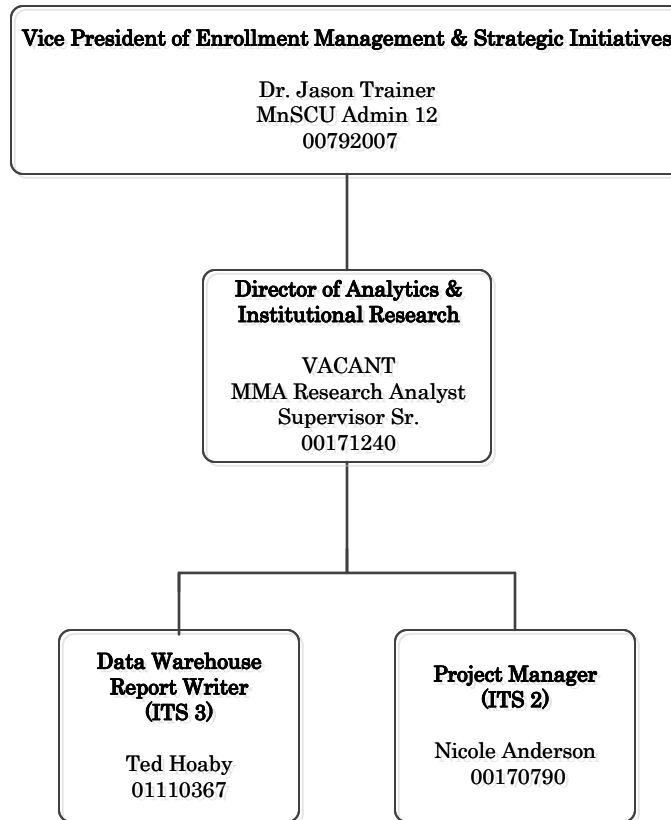 Vice President of Enrollment Management & Strategic Initiatives
Dr. Jason Trainer
MnSCU Admin 12
00792007
Director of Analytics &
Institutional Research
VACANT
MMA Research Analyst
Supervisor Sr.
00171240
Data Warehouse
Report Writer
(ITS 3)
Ted Hoaby
01110367
Project Manager
(ITS 2)
Nicole Anderson
00170790